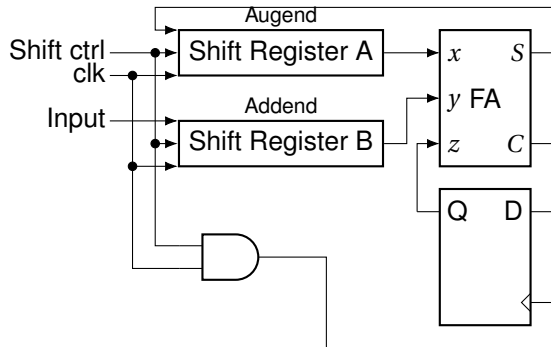 Augend
Shift ctrl
Shift Register A
x
S
clk
Addend
y FA
Input
Shift Register B
z
C
Q
D